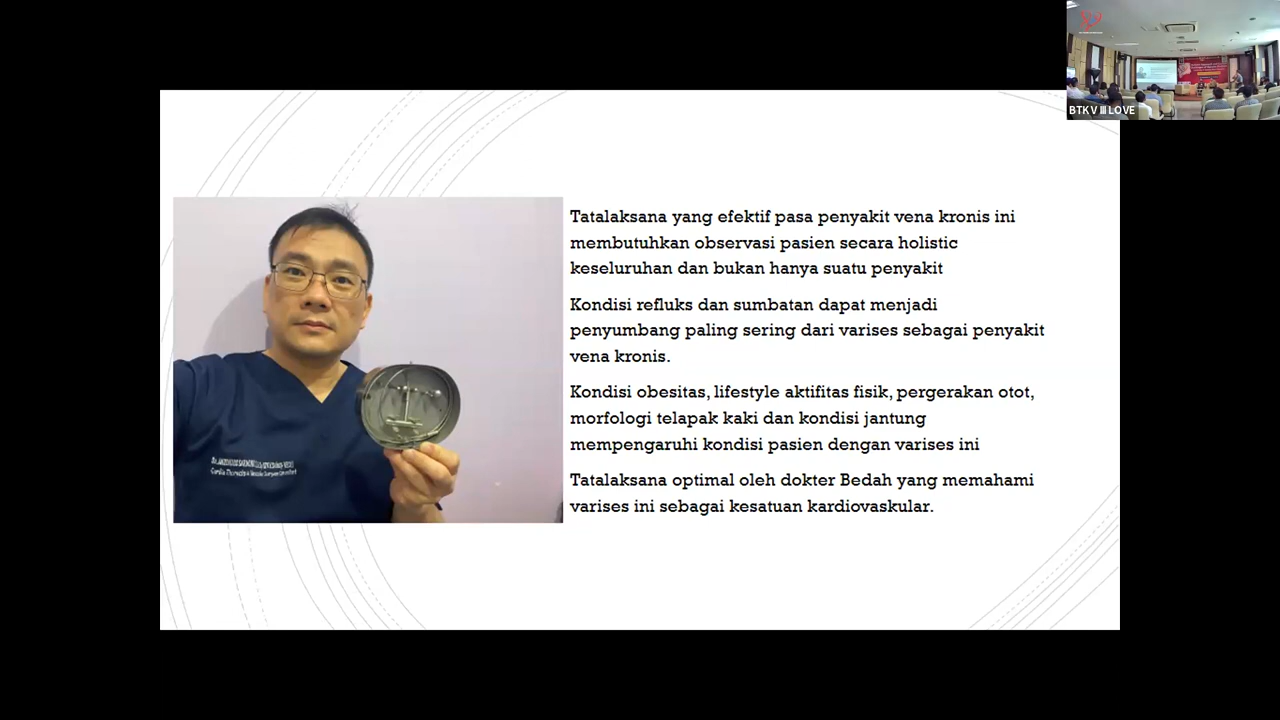 BTKV III LOVE
Tatalaksana yang efektif pasa penyakit vena kronis ini
membutuhkan observasi pasien secara holistic
keseluruhan dan bukan hanya suatu penyakit
Kondisi refluks dan sumbatan dapat menjadi
penyumbang paling sering dari varises sebagai penyakit
vena kronis.
Kondisi obesitas, lifestyle aktifitas fisik, pergerakan otot,
morfologi telapak kaki dan kondisi jantung
mempengaruhi kondisi pasien dengan varises ini
Tatalaksana optimal oleh dokter Bedah yang memahami
varises ini sebagai kesatuan kardiovaskular.